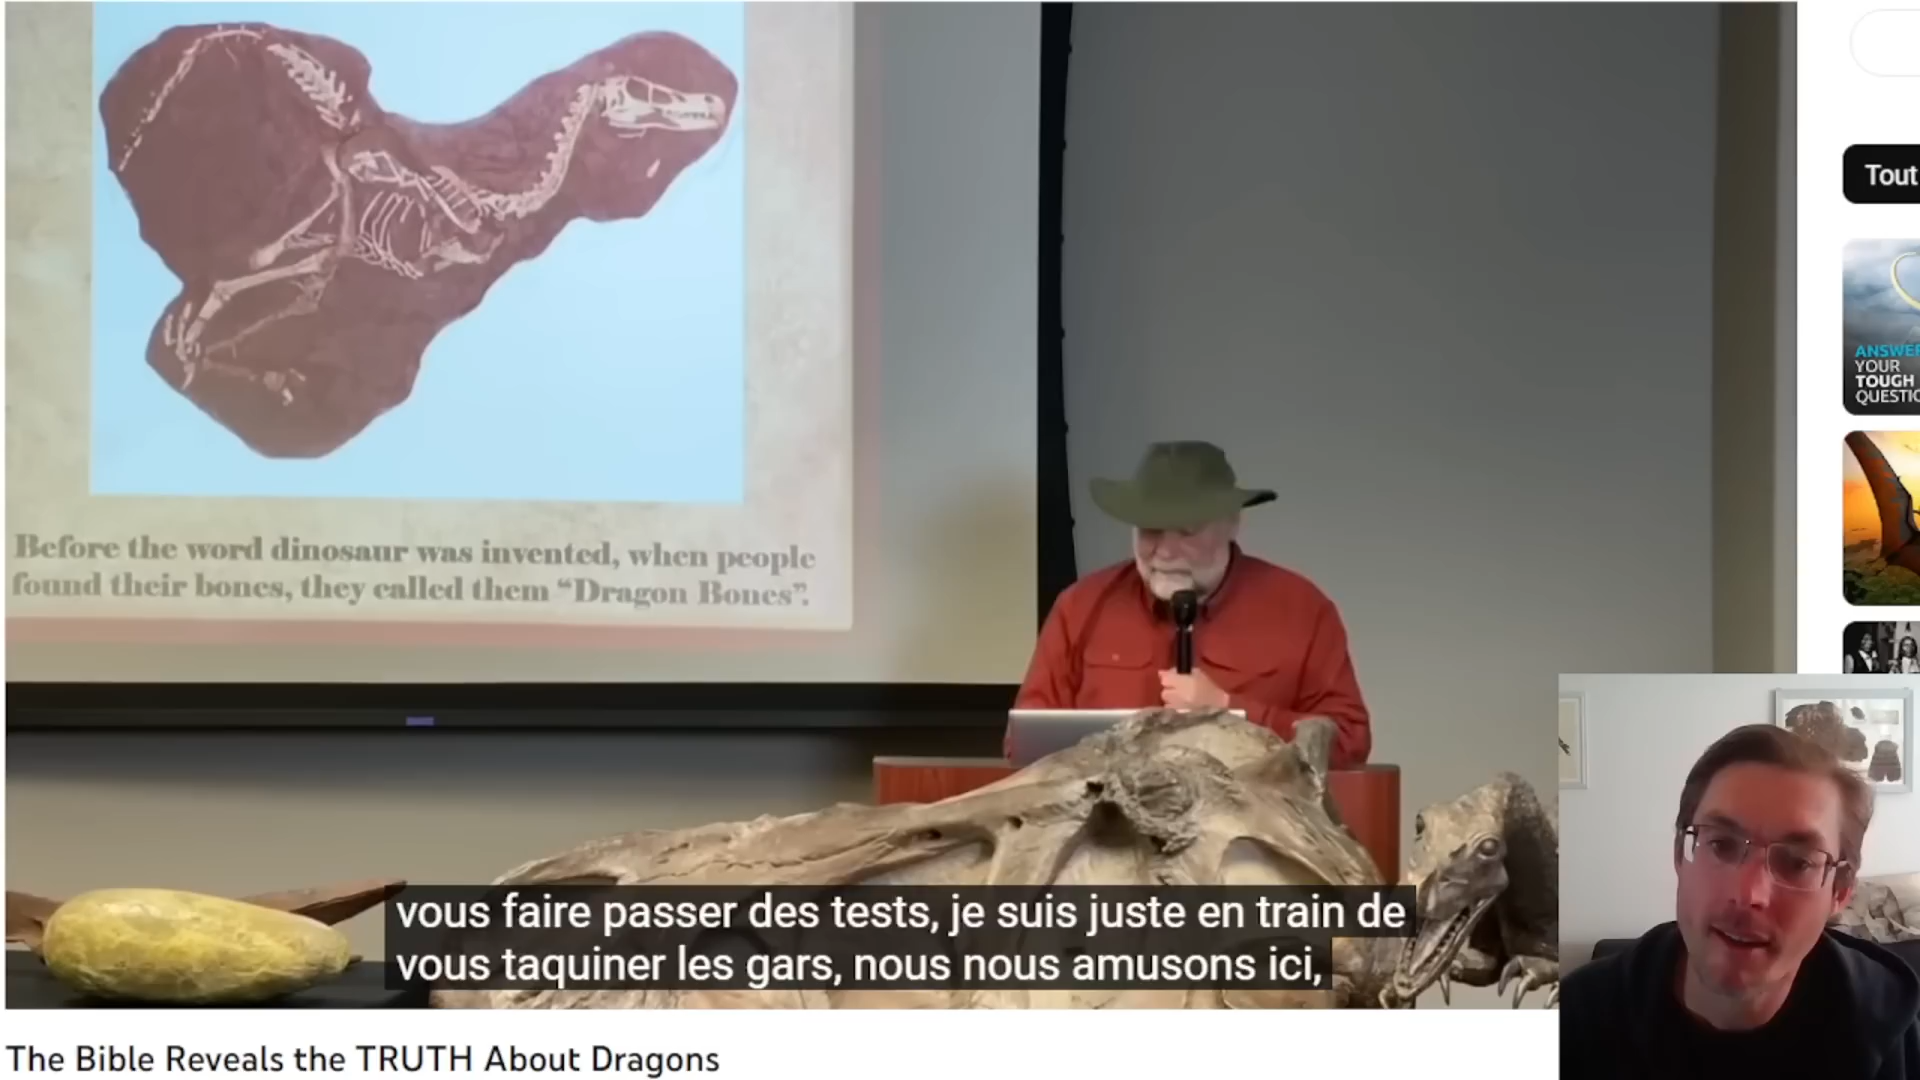 Before the word dinosaur was invented, when people
found their bones, they called them “Dragon Bones”.
Tout
ANSWE
YOUR
TOUGH
QUESTIO
vous faire passer des tests, je suis juste en train de
vous taquiner les gars, nous nous amusons ici,
The Bible Reveals the TRUTH About Dragons